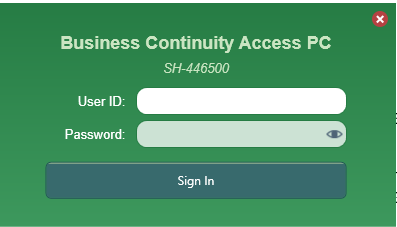 Business Continuity Access PC
SH-446500
User ID:
Password:
Sign In